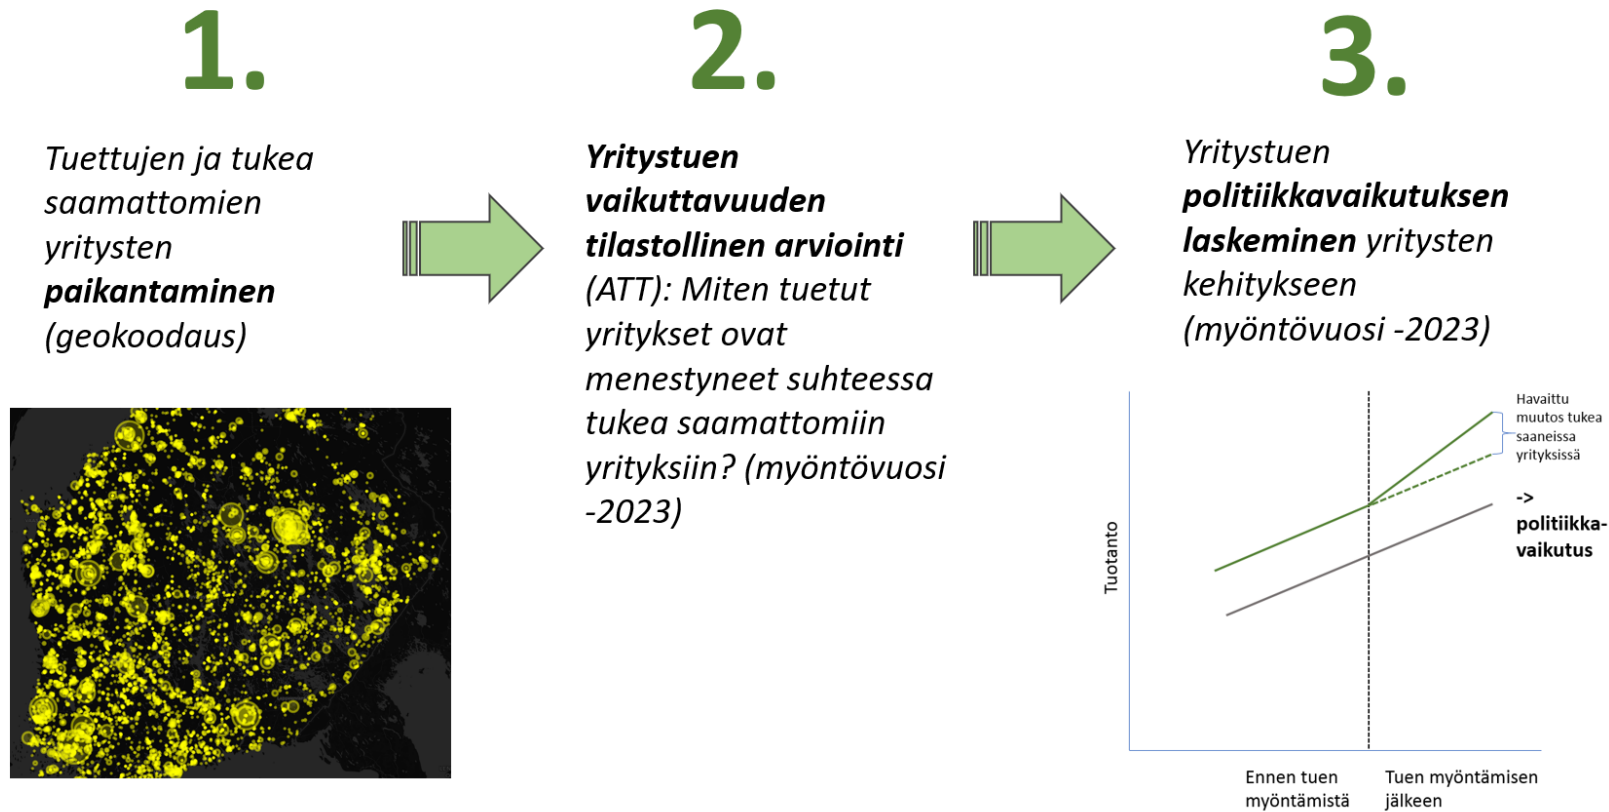 1.
Tuettujen ja tukea
saamattomien
yritysten
paikantaminen
(geokoodaus)
2.
Yritystuen
vaikuttavuuden
tilastollinen arviointi
(ATT): Miten tuetut
yritykset ovat
menestyneet suhteessa
tukea saamattomiin
yrityksiin? (myöntövuosi
-2023)
3.
Yritystuen
politiikkavaikutuksen
laskeminen yritysten
kehitykseen
(myöntövuosi -2023)
Havaittu
muutos tukea
saaneissa
yrityksissä
->
politiikka-
vaikutus
Tuotanto
Ennen tuen
myöntämistä
Tuen myöntämisen
jälkeen